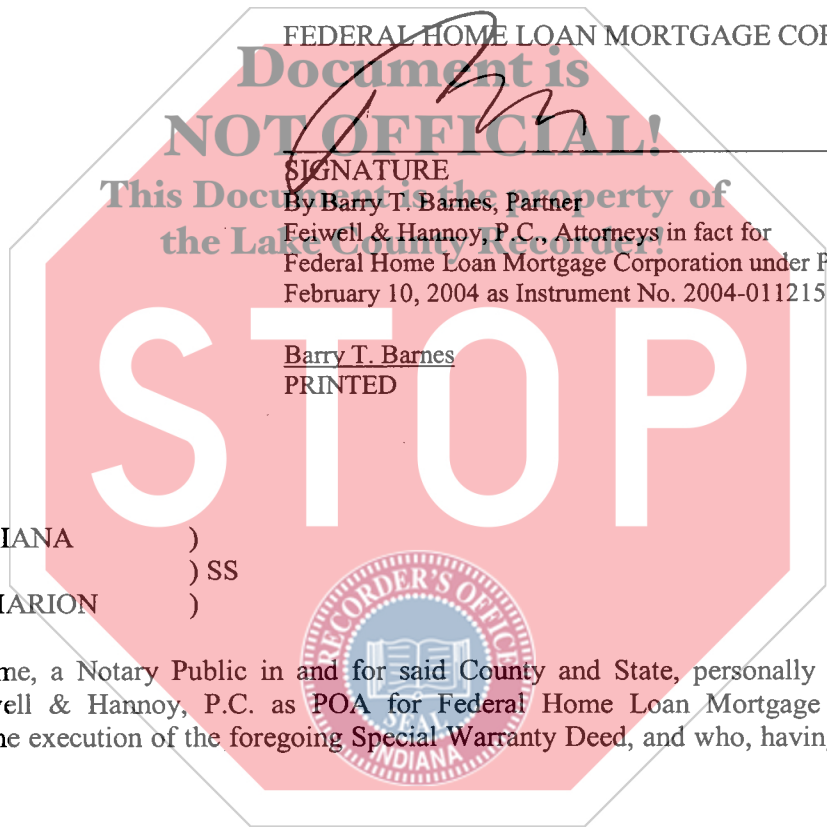 FEDERAL HOME LOAN MORTGAGE
Document is
NOT OFFICIAL!
SIGNATURE
This Document is the property of
By Barry T. Barnes, Partner
Feiwell & Hannoy, P.C., Attorneys in fact for
the Lake County Recorder!
Federal Home Loan Mortgage Corporation under
February 10, 2004 as Instrument No. 2004-011215
STOP
Barry T. Barnes
PRINTED
IANA )
) SS
ARION )
RECORDER'S OFFICE
SEAL
INDIANA
me, a Notary Public in and for said County and State, personally
well & Hannoy, P.C. as POA for Federal Home Loan Mortgage
execution of the foregoing Special Warranty Deed, and who, having